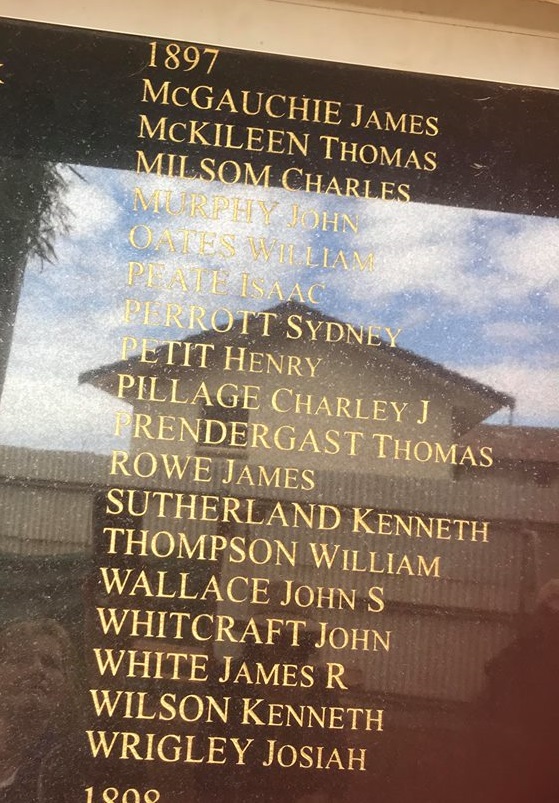 1897
McGAUCHIE JAMES
McKILEEN THOMAS
MILSOM CHARLES
MURPHY JOHN
OATES WILLIAM
PEATE ISAAC
PERROTT SYDNEY
PETIT HENRY
PILLAGE CHARLEY J
PRENDERGAST THOMAS
ROWE JAMES
SUTHERLAND KENNETH
THOMPSON WILLIAM
WALLACE JOHN S
WHITCRAFT JOHN
WHITE JAMES R
WILSON KENNETH
WRIGLEY JOSIAH
1898